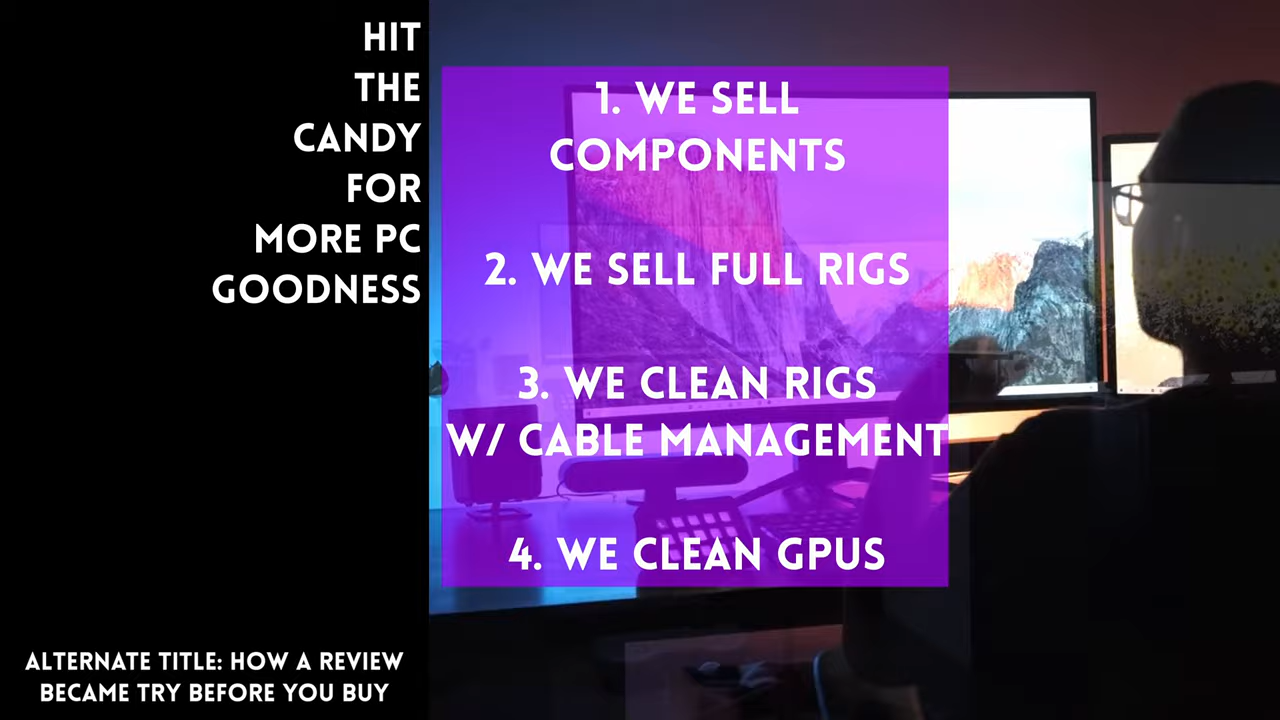 HIT
THE
CANDY
FOR
MORE PC
GOODNESS
1. WE SELL
COMPONENTS
2. WE SELL FULL RIGS
3. WE CLEAN RIGS
W/ CABLE MANAGEMENT
4. WE CLEAN GPUS
ALTERNATE TITLE: HOW A REVIEW
BECAME TRY BEFORE YOU BUY